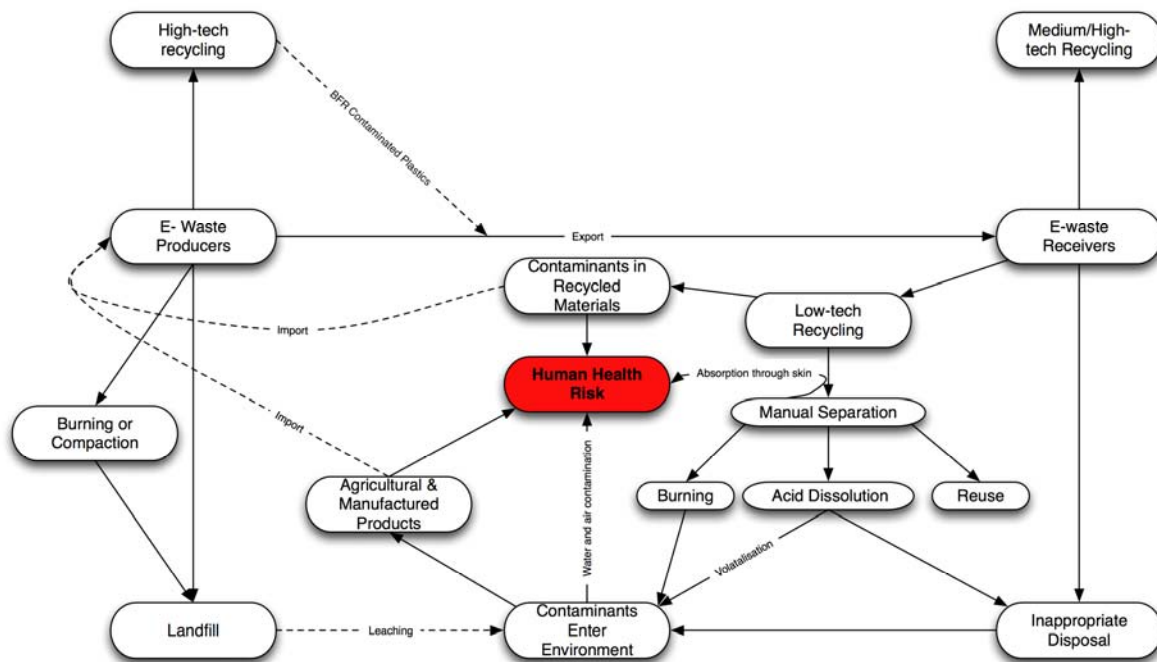 High-tech
recycling
Medium/High-
tech Recycling
BFR Contaminated Plastics
E- Waste
Producers
Export
E-waste
Receivers
Contaminants in
Recycled
Materials
Low-tech
Recycling
Import
Human Health
Risk
Absorption through skin
Manual Separation
Burning or
Compaction
Import
Agricultural &
Manufactured
Products
Water and air contamination
Burning
Acid Dissolution
Reuse
Volatalisation
Landfill
Leaching
Contaminants
Enter
Environment
Inappropriate
Disposal